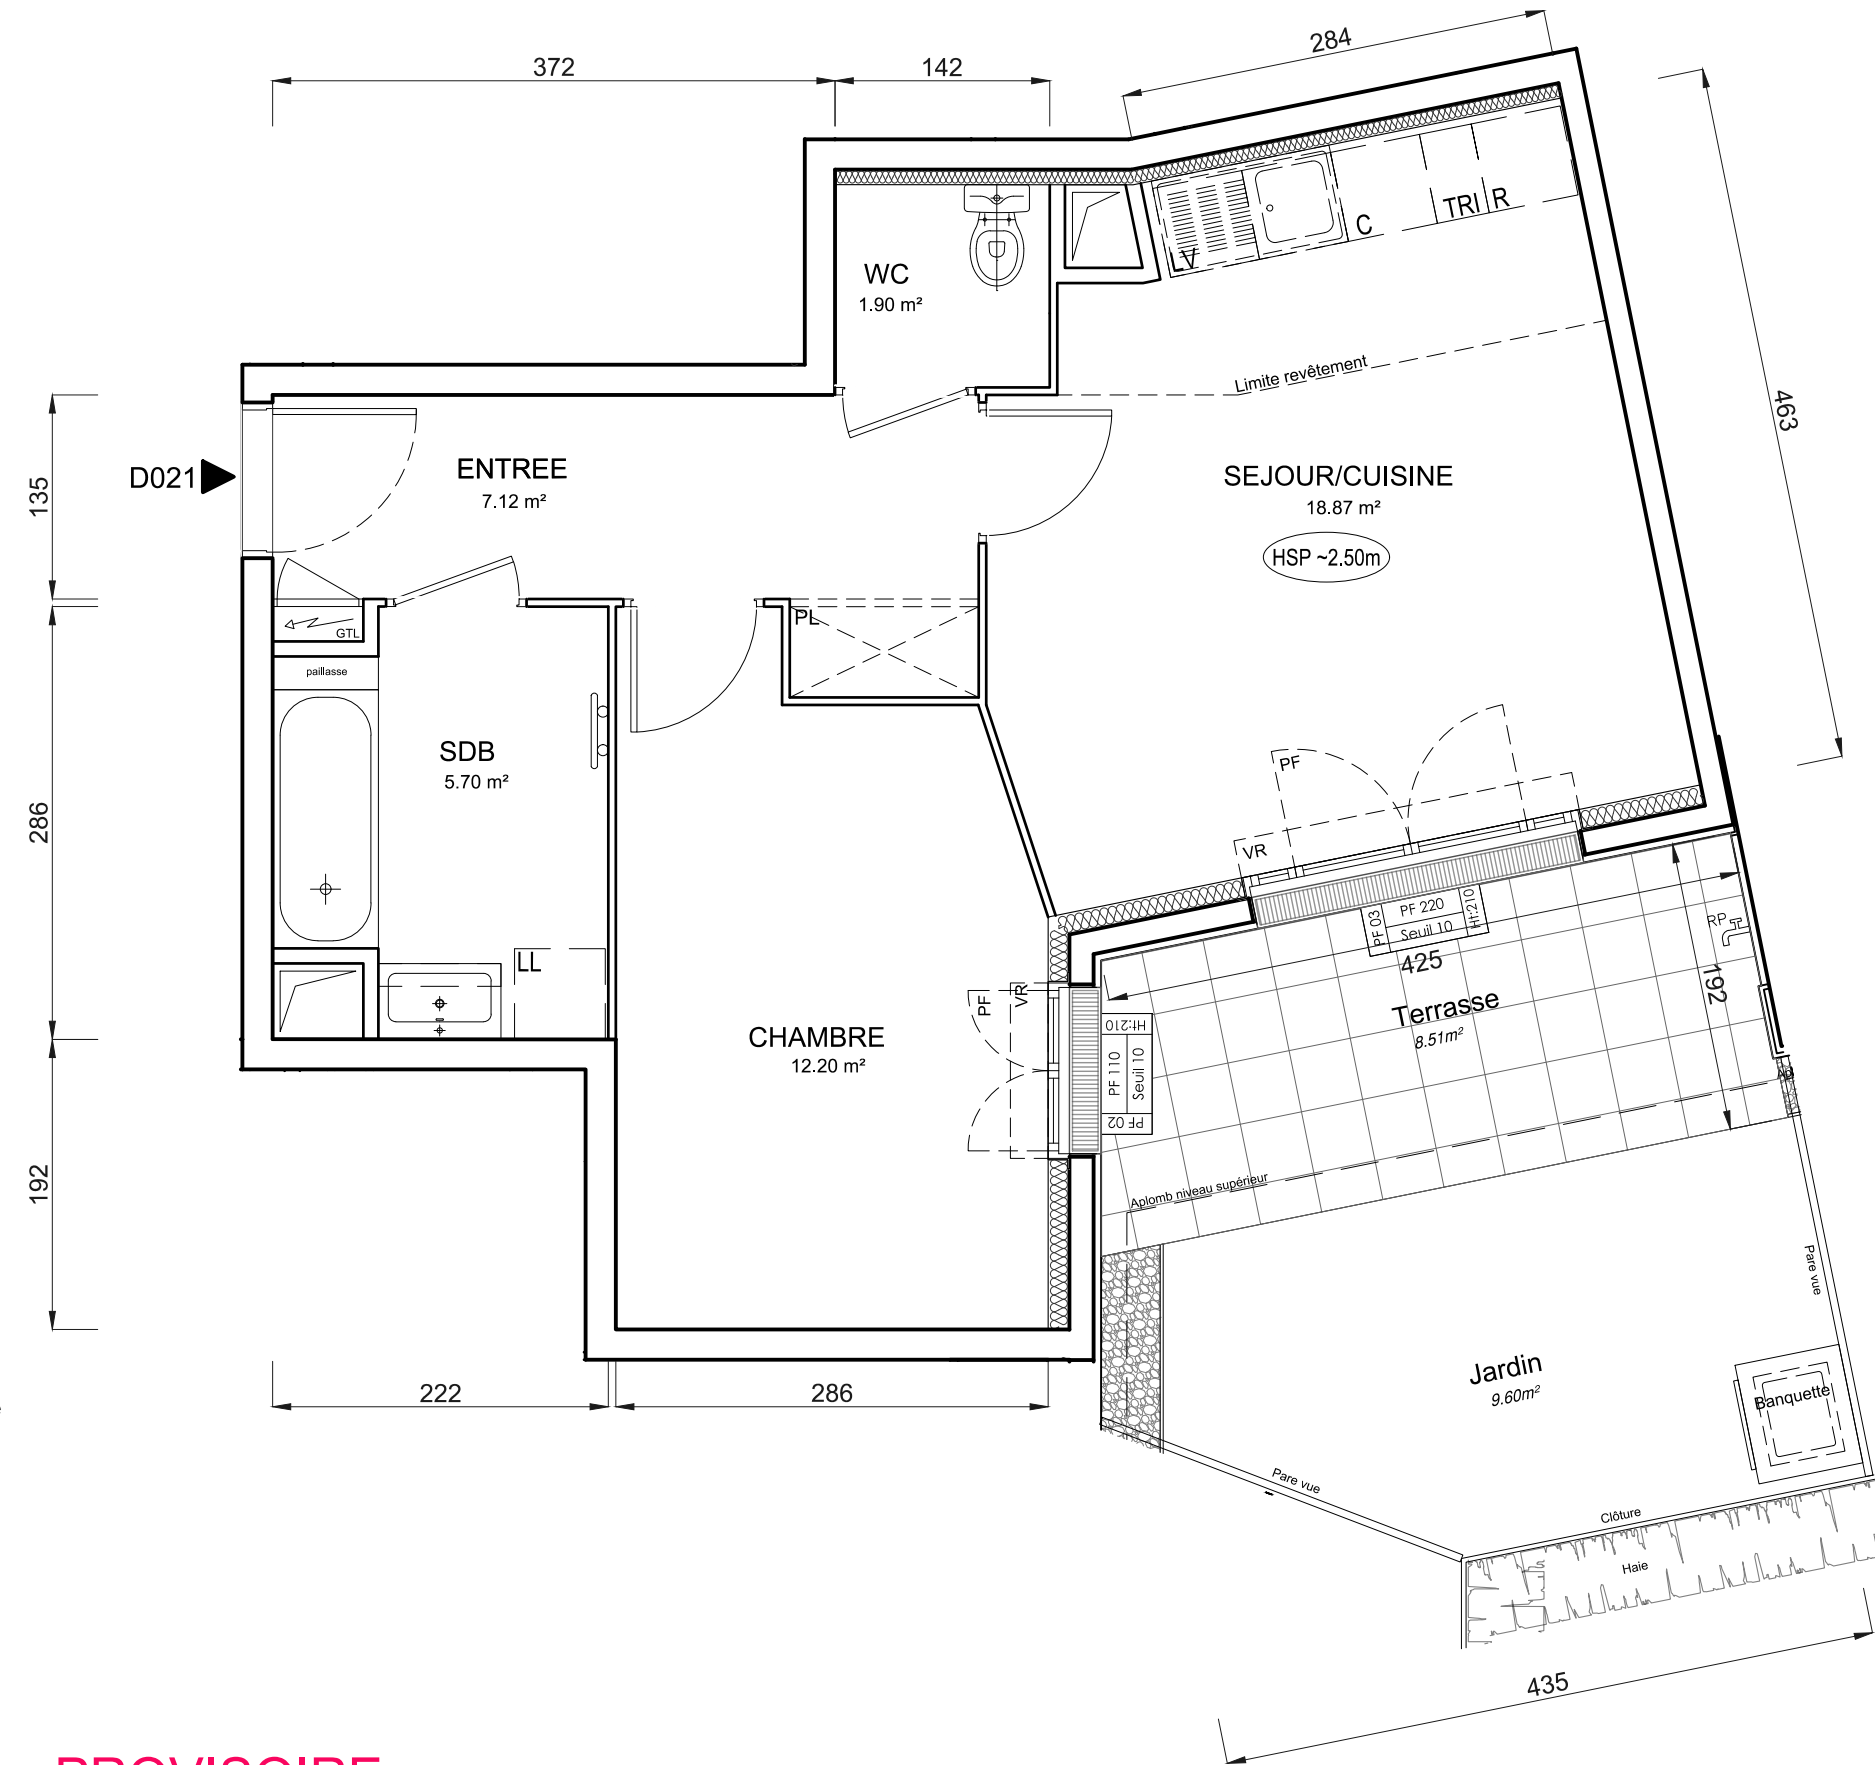 284
372
142
463
LV
C
TRI
R
WC
1.90 m²
Limite revêtement
D021
ENTREE
7.12 m²
SEJOUR/CUISINE
18.87 m²
HSP ~2.50m
135
GTL
PL
paillasse
SDB
5.70 m²
286
PF
VR
PF 03
PF 220
Seuil 10
Ht:210
425
RP
192
Terrasse
8.51m²
LL
CHAMBRE
12.20 m²
PF
VR
Ht:210
PF 110
Seuil 10
PF 02
192
Aplomb niveau supérieur
Pare vue
Jardin
9.60m²
Banquette
222
286
Pare vue
Clôture
Haie
435
PROVISOIRE